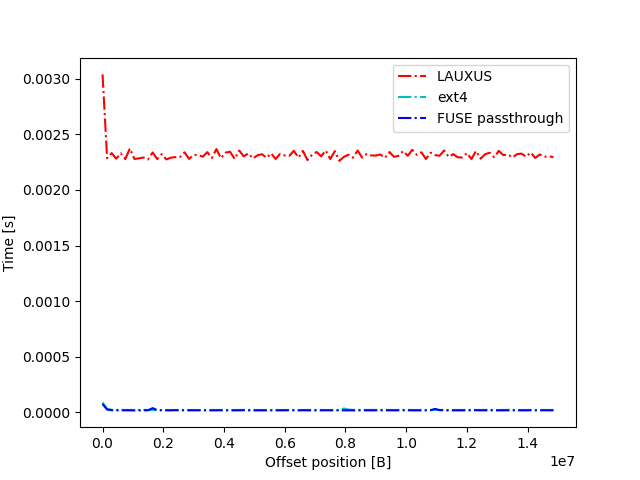 LAUXUS
ext4
FUSE passthrough
0.0030
0.0025
0.0020
0.0015
0.0010
0.0005
0.0000
Time [s]
0.0 0.2 0.4 0.6 0.8 1.0 1.2 1.4
1e7
Offset position [B]